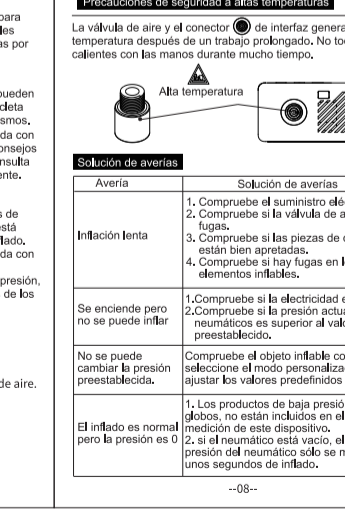 para
les
as por
pueden
cleta
smos.
da con
onsejos
nsulta
ente.
s de
stá
flado.
da con
presión,
de los
de aire.
Precauciones de seguridad a altas temperaturas
La válvula de aire y el conector de interfaz genera
temperatura después de un trabajo prolongado. No to
calientes con las manos durante mucho tiempo.
Alta temperatura
Solución de averías
Avería
Solución de averías
Inflación lenta
1. Compruebe el suministro elé
2. Compruebe si la válvula de a
fugas.
3. Compruebe si las piezas de
están bien apretadas.
4. Compruebe si hay fugas en l
elementos inflables.
Se enciende pero
no se puede inflar
1.Compruebe si la electricidad e
2.Compruebe si la presión actua
neumáticos es superior al valo
preestablecido.
No se puede
cambiar la presión
preestablecida.
Compruebe el objeto inflable co
seleccione el modo personaliza
ajustar los valores predefinidos
El inflado es normal
pero la presión es 0
1. Los productos de baja presió
globos, no están incluidos en el
medición de este dispositivo.
2. si el neumático está vacío, el
presión del neumático sólo se m
unos segundos de inflado.
--08--